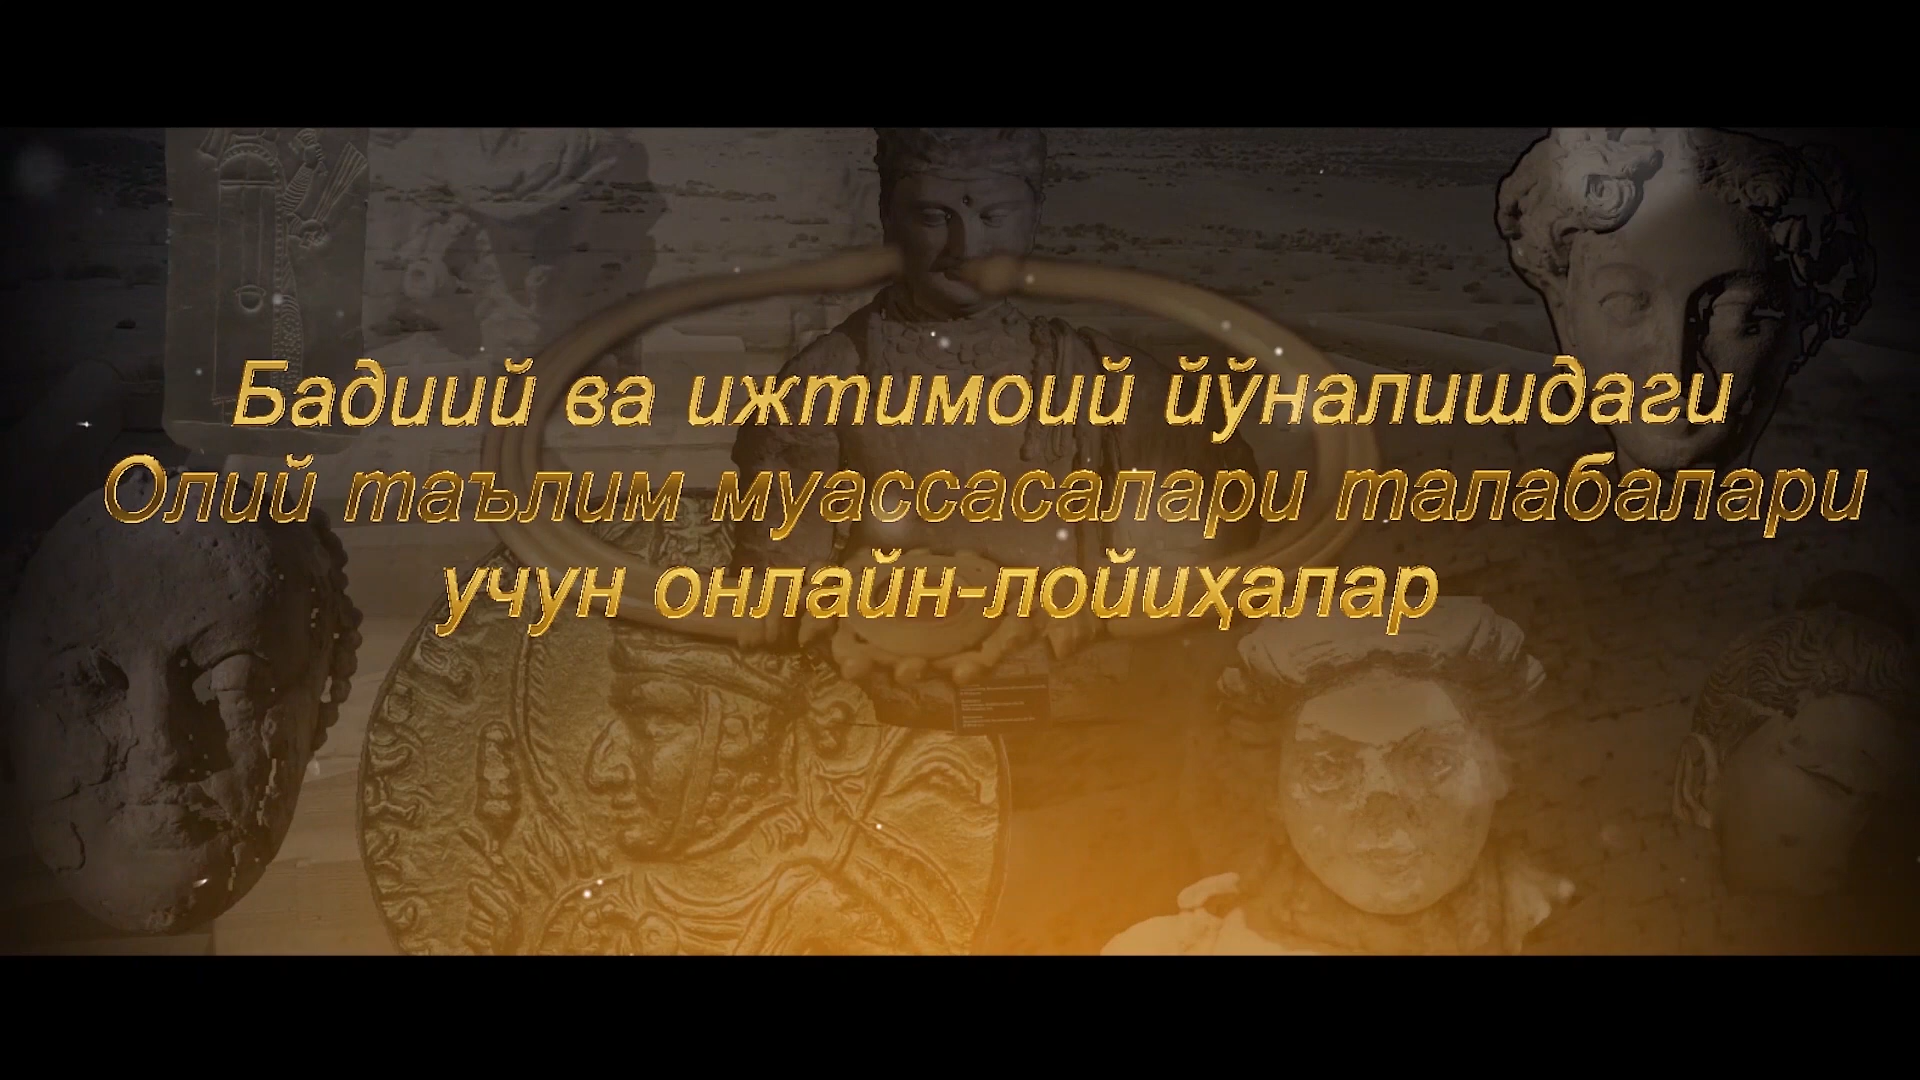 Бадиий ва ижтимоий йўналишдаги
Олий таълим муассасалари талабалари
учун онлайн-лойиҳалар